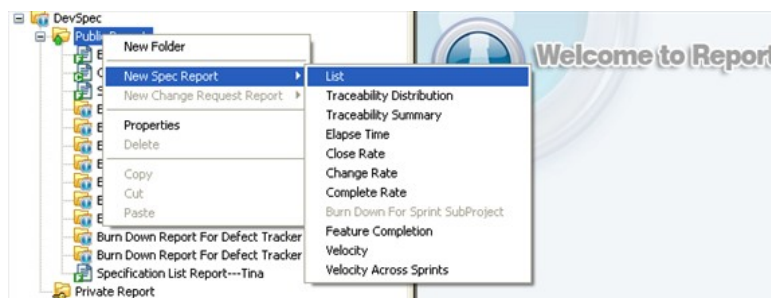 DevSpec
Publi
New Folder
New Spec Report
New Change Request Report
Properties
Delete
Copy
Cut
Paste
List
Traceability Distribution
Traceability Summary
Elapse Time
Close Rate
Change Rate
Complete Rate
Burn Down For Sprint SubProject
Feature Completion
Velocity
Velocity Across Sprints
Burn Down Report For Defect Tracker
Burn Down Report For Defect Tracker
Specification List Report---Tina
Private Report
Welcome to Report